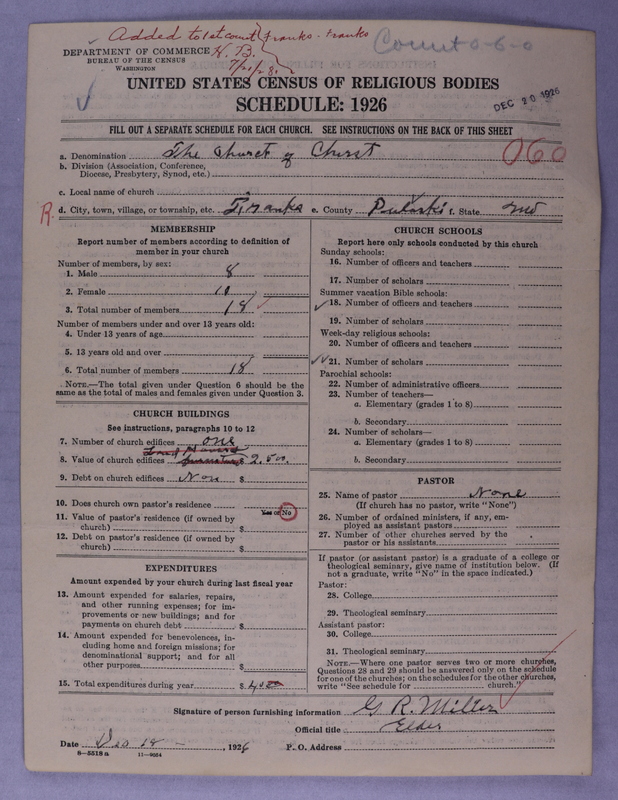 Added to 1st count Franks - Franks
H. B.
7/21/28
Count 0-6-0
DEPARTMENT OF COMMERCE
BUREAU OF THE CENSUS
WASHINGTON
UNITED STATES CENSUS OF RELIGIOUS BODIES
SCHEDULE: 1926
DEC 20 1926
FILL OUT A SEPARATE SCHEDULE FOR EACH CHURCH. SEE INSTRUCTIONS ON THE BACK OF THIS SHEET
a. Denomination The Church of Christ 060
b. Division (Association, Conference,
Diocese, Presbytery, Synod, etc.)
c. Local name of church
R. d. City, town, village, or township, etc. Franks e. County Pulaski f. State Mo
MEMBERSHIP
Report number of members according to definition of
member in your church
Number of members, by sex:
1. Male 8
2. Female 10
3. Total number of members 18
Number of members under and over 13 years old:
4. Under 13 years of age
5. 13 years old and over
6. Total number of members 18
NOTE.—The total given under Question 6 should be
same as the total of males and females given under Question 3.
CHURCH BUILDINGS
See instructions, paragraphs 10 to 12
7. Number of church edifices one
8. Value of church edifices $ 2.500.
9. Debt on church edifices Non $
10. Does church own pastor's residence Yes or No
11. Value of pastor's residence (if owned by
church) $
12. Debt on pastor's residence (if owned by
church) $
EXPENDITURES
Amount expended by your church during last fiscal year
13. Amount expended for salaries, repairs,
and other running expenses; for im-
provements or new buildings; and for
payments on church debt $
14. Amount expended for benevolences, in-
cluding home and foreign missions; for
denominational support; and for all
other purposes $
15. Total expenditures during year $
CHURCH SCHOOLS
Report here only schools conducted by this church
Sunday schools:
16. Number of officers and teachers
17. Number of scholars
Summer vacation Bible schools:
18. Number of officers and teachers
19. Number of scholars
Week-day religious schools:
20. Number of officers and teachers
21. Number of scholars
Parochial schools:
22. Number of administrative officers
23. Number of teachers—
a. Elementary (grades 1 to 8)
b. Secondary
24. Number of scholars—
a. Elementary (grades 1 to 8)
b. Secondary
PASTOR
25. Name of pastor None
(If church has no pastor, write "None")
26. Number of ordained ministers, if any, em-
ployed as assistant pastors
27. Number of other churches served by the
pastor or his assistants
If pastor (or assistant pastor) is a graduate of a college or
theological seminary, give name of institution below. (If
not a graduate, write "No" in the space indicated.)
Pastor:
28. College
29. Theological seminary
Assistant pastor:
30. College
31. Theological seminary
NOTE.—Where one pastor serves two or more churches,
Questions 28 and 29 should be answered only on the schedule
for one of the churches; on the schedules for the other churches,
write "See schedule for church."
Signature of person furnishing information G R. Miller
Official title Elder
Date Dec 18 — , 1926 P. O. Address
8—5518 a 11—9054